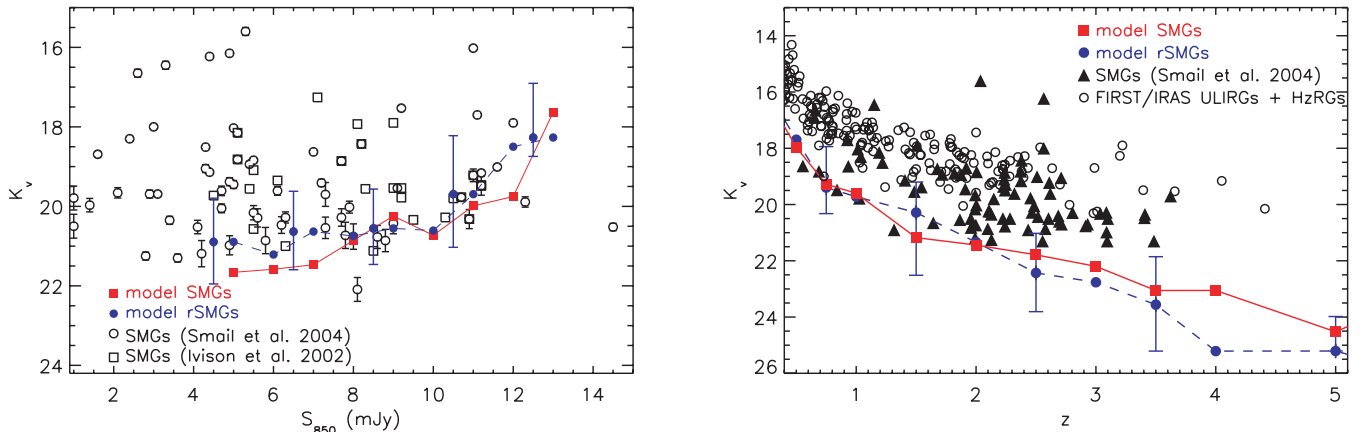 16
18
20
22
24
K_v
2
4
6
8
10
12
14
S_850 (mJy)
model SMGs
model rSMGs
SMGs (Smail et al. 2004)
SMGs (Ivison et al. 2002)
14
16
18
20
22
24
26
K_v
1
2
3
4
5
z
model SMGs
model rSMGs
SMGs (Smail et al. 2004)
FIRST/IRAS ULIRGs + HzRGs